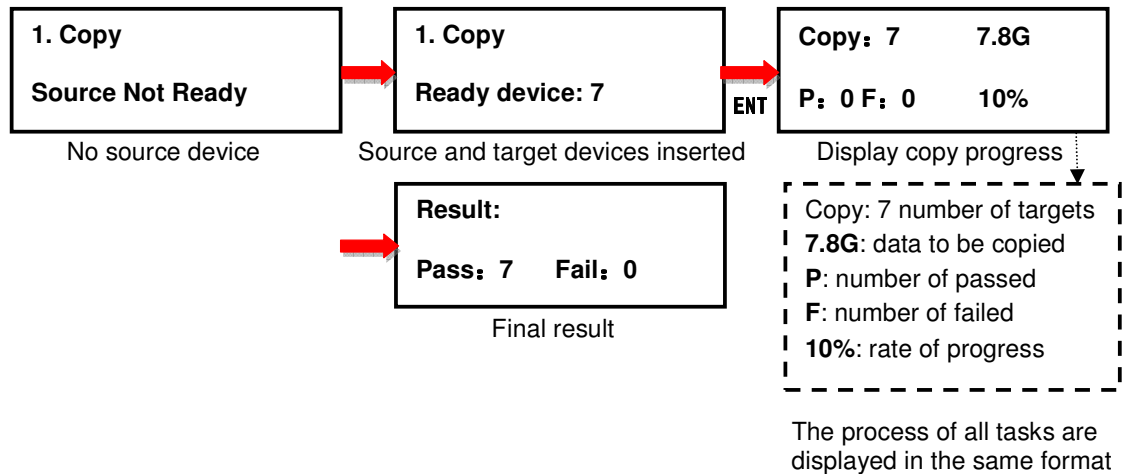 1. Copy
Source Not Ready
No source device
1. Copy
Ready device: 7
Source and target devices inserted
ENT
Copy：7 7.8G
P：0 F：0 10%
Display copy progress
Result:
Pass：7 Fail：0
Final result
Copy: 7 number of targets
7.8G: data to be copied
P: number of passed
F: number of failed
10%: rate of progress
The process of all tasks are
displayed in the same format